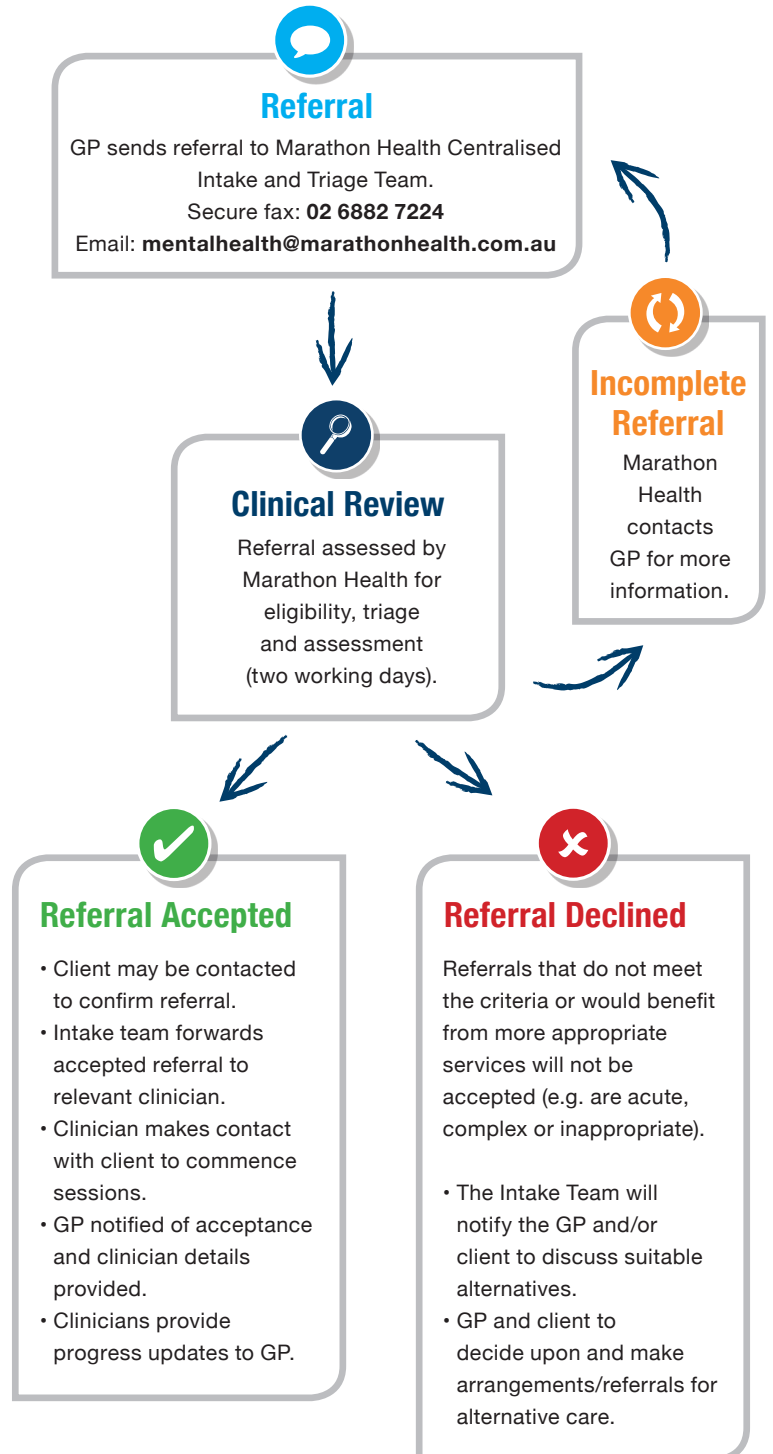 Referral
GP sends referral to Marathon Health Centralised
Intake and Triage Team.
Secure fax: 02 6882 7224
Email: mentalhealth@marathonhealth.com.au
Incomplete
Referral
Marathon
Health
contacts
GP for more
information.
Clinical Review
Referral assessed by
Marathon Health for
eligibility, triage
and assessment
(two working days).
Referral Accepted
• Client may be contacted
to confirm referral.
• Intake team forwards
accepted referral to
relevant clinician.
• Clinician makes contact
with client to commence
sessions.
• GP notified of acceptance
and clinician details
provided.
• Clinicians provide
progress updates to GP.
Referral Declined
Referrals that do not meet
the criteria or would benefit
from more appropriate
services will not be
accepted (e.g. are acute,
complex or inappropriate).
• The Intake Team will
notify the GP and/or
client to discuss suitable
alternatives.
• GP and client to
decide upon and make
arrangements/referrals for
alternative care.